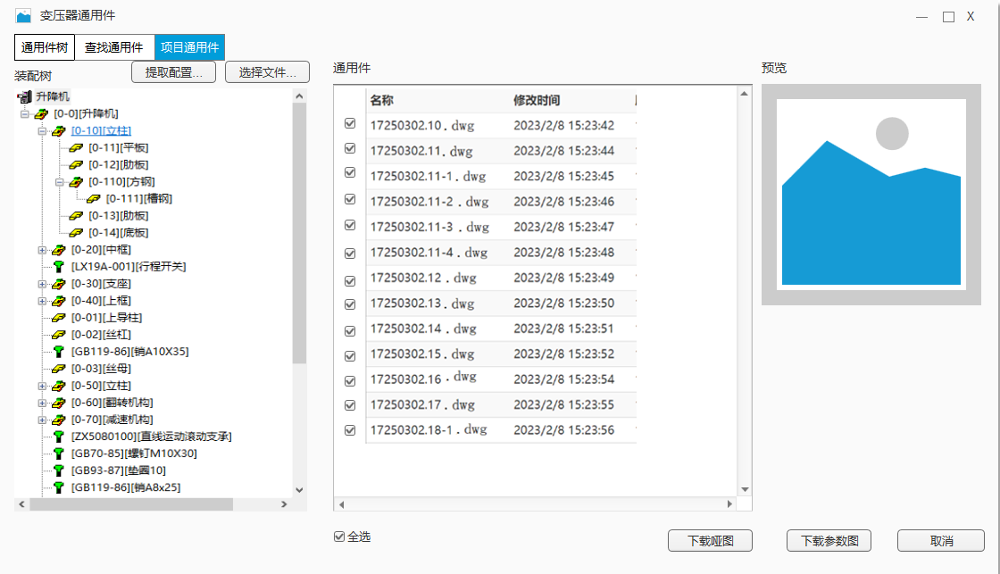 变压器通用件
X
通用件树 查找通用件 项目通用件
装配树 提取配置... 选择文件... 通用件 预览
升降机
[0-0][升降机]
[0-10][立柱]
[0-11][平板]
[0-12][肋板]
[0-110][方钢]
[0-111][槽钢]
[0-13][肋板]
[0-14][底板]
[0-20][中框]
[LX19A-001][行程开关]
[0-30][支座]
[0-40][上框]
[0-01][上导柱]
[0-02][丝杠]
[GB119-86][销A10X35]
[0-03][丝母]
[0-50][立柱]
[0-60][翻转机构]
[0-70][减速机构]
[ZX5080100][直线运动滚动支承]
[GB70-85][螺钉M10X30]
[GB93-87][垫圈10]
[GB119-86][销A8x25]
名称 修改时间
17250302.10.dwg 2023/2/8 15:23:42
17250302.11.dwg 2023/2/8 15:23:44
17250302.11-1.dwg 2023/2/8 15:23:45
17250302.11-2.dwg 2023/2/8 15:23:46
17250302.11-3.dwg 2023/2/8 15:23:47
17250302.11-4.dwg 2023/2/8 15:23:48
17250302.12.dwg 2023/2/8 15:23:49
17250302.13.dwg 2023/2/8 15:23:50
17250302.14.dwg 2023/2/8 15:23:51
17250302.15.dwg 2023/2/8 15:23:52
17250302.16.dwg 2023/2/8 15:23:54
17250302.17.dwg 2023/2/8 15:23:55
17250302.18-1.dwg 2023/2/8 15:23:56
全选
下载哑图 下载参数图 取消